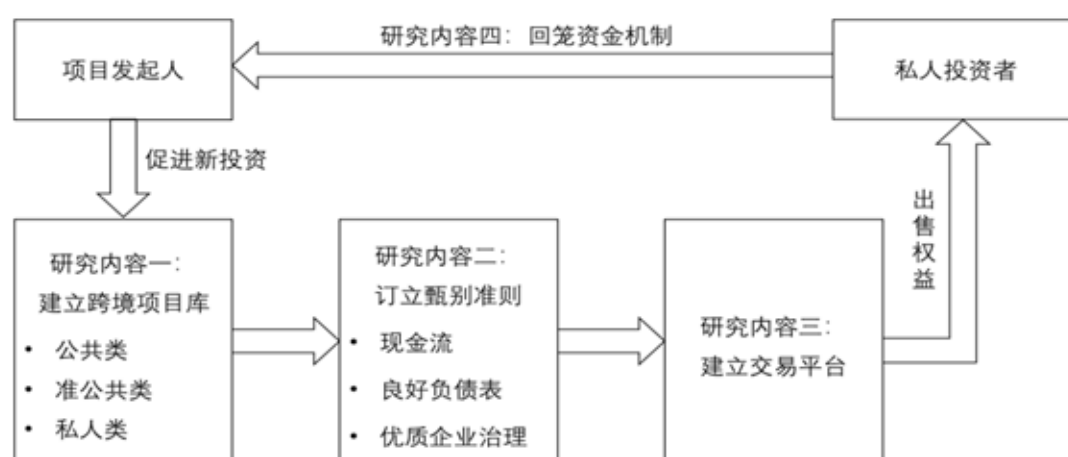 研究内容四：回笼资金机制
项目发起人
私人投资者
促进新投资
出售权益
研究内容一：
建立跨境项目库
• 公共类
• 准公共类
• 私人类
研究内容二：
订立甄别准则
• 现金流
• 良好负债表
• 优质企业治理
研究内容三：
建立交易平台